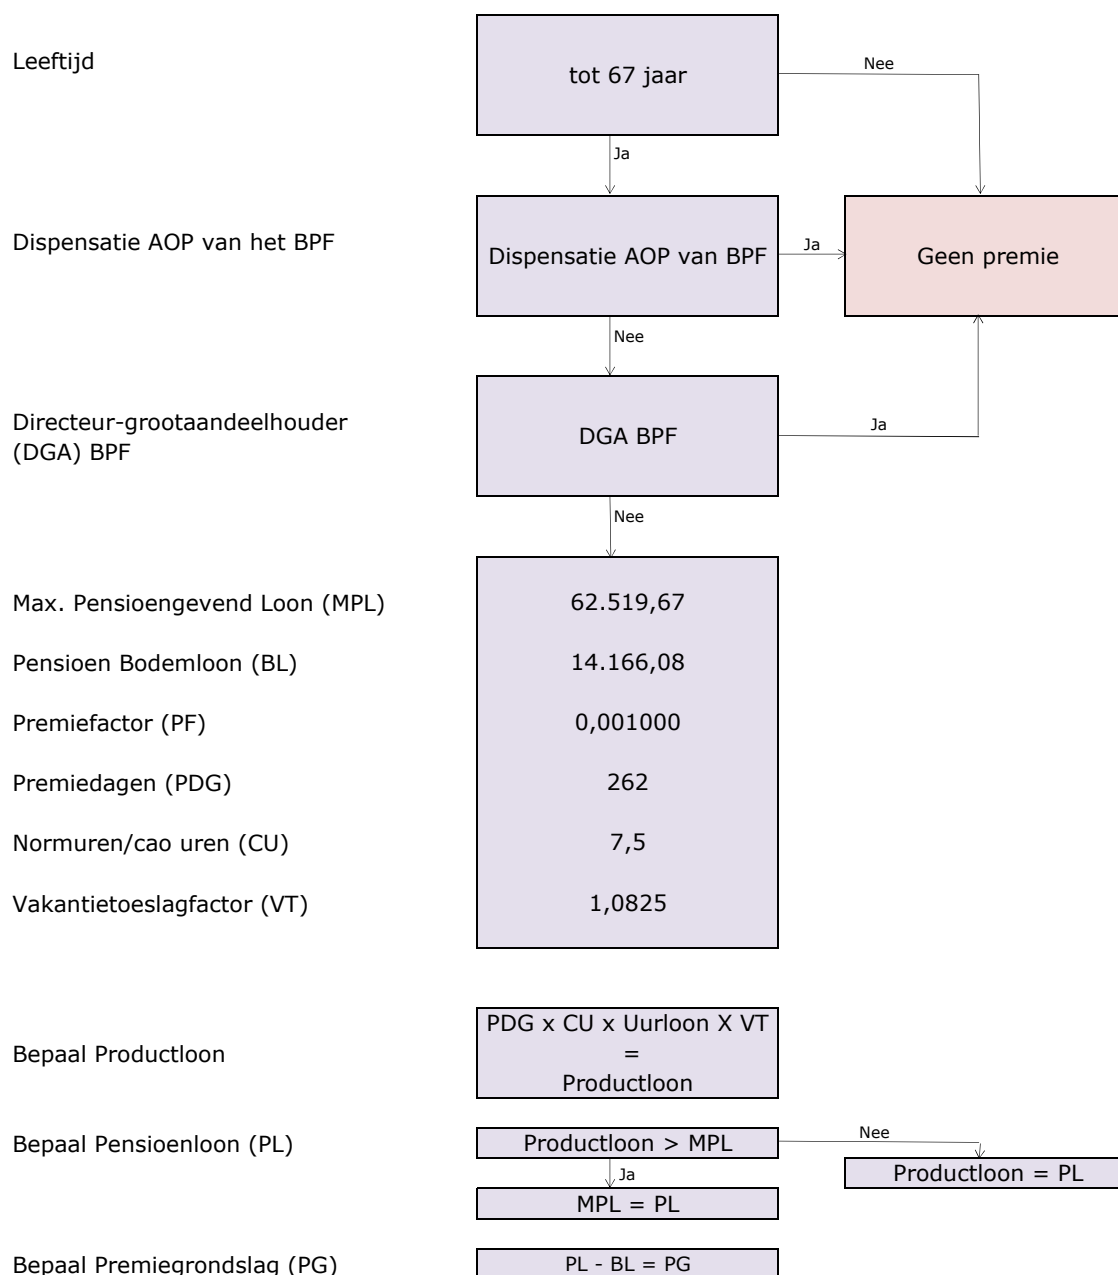 Leeftijd
tot 67 jaar
Nee
Ja
Dispensatie AOP van het BPF
Dispensatie AOP van BPF
Ja
Geen premie
Nee
Directeur-grootaandeelhouder
(DGA) BPF
DGA BPF
Ja
Nee
Max. Pensioengevend Loon (MPL)
62.519,67
Pensioen Bodemloon (BL)
14.166,08
Premiefactor (PF)
0,001000
Premiedagen (PDG)
262
Normuren/cao uren (CU)
7,5
Vakantietoeslagfactor (VT)
1,0825
Bepaal Productloon
PDG x CU x Uurloon X VT
=
Productloon
Bepaal Pensioenloon (PL)
Productloon > MPL
Nee
Productloon = PL
Ja
MPL = PL
Bepaal Premiegrondslag (PG)
PL - BL = PG